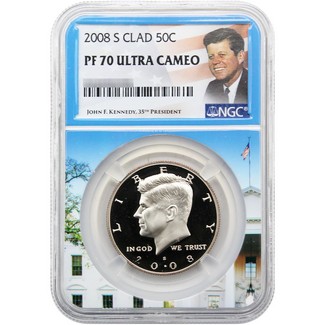 2008 S CLAD 50C
PF 70 ULTRA CAMEO
NGC
JOHN F. KENNEDY, 35TH PRESIDENT
LIBERTY
IN GOD WE TRUST
S
2008